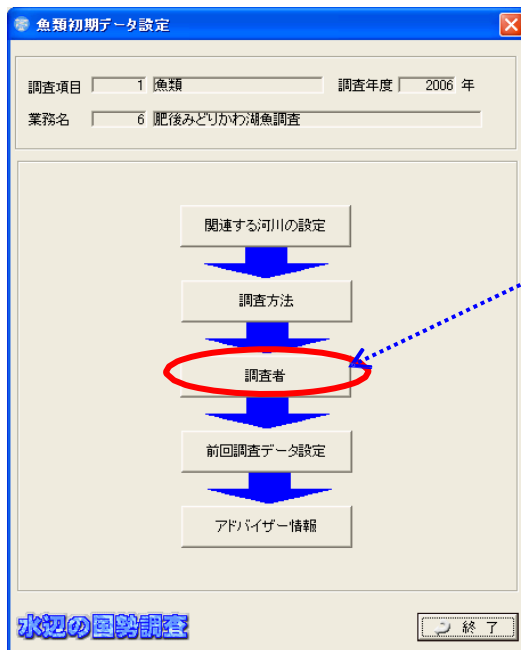 魚類初期データ設定
調査項目 1 魚類 調査年度 2006 年
業務名 6 肥後みどりかわ湖魚調査
関連する河川の設定
調査方法
調査者
前回調査データ設定
アドバイザー情報
水辺の国勢調査 終了